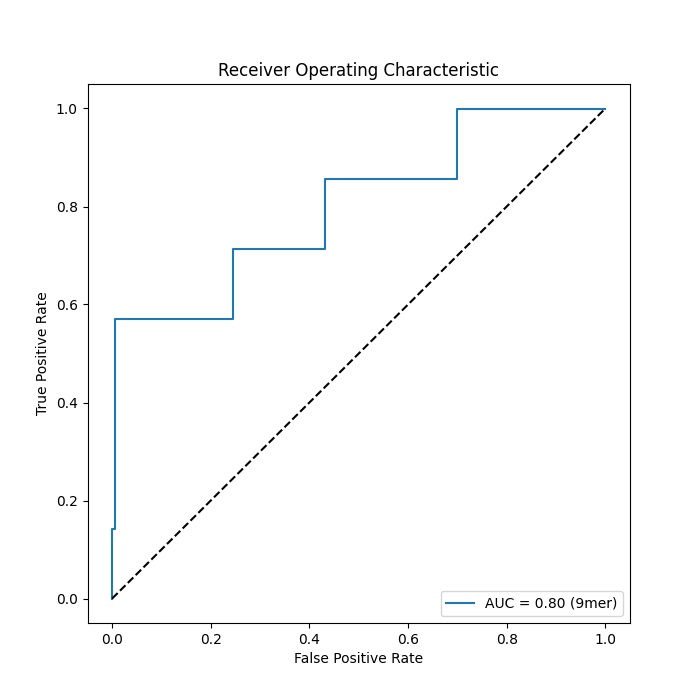 Receiver Operating Characteristic
True Positive Rate
1.0
0.8
0.6
0.4
0.2
0.0
AUC = 0.80 (9mer)
0.0 0.2 0.4 0.6 0.8 1.0
False Positive Rate